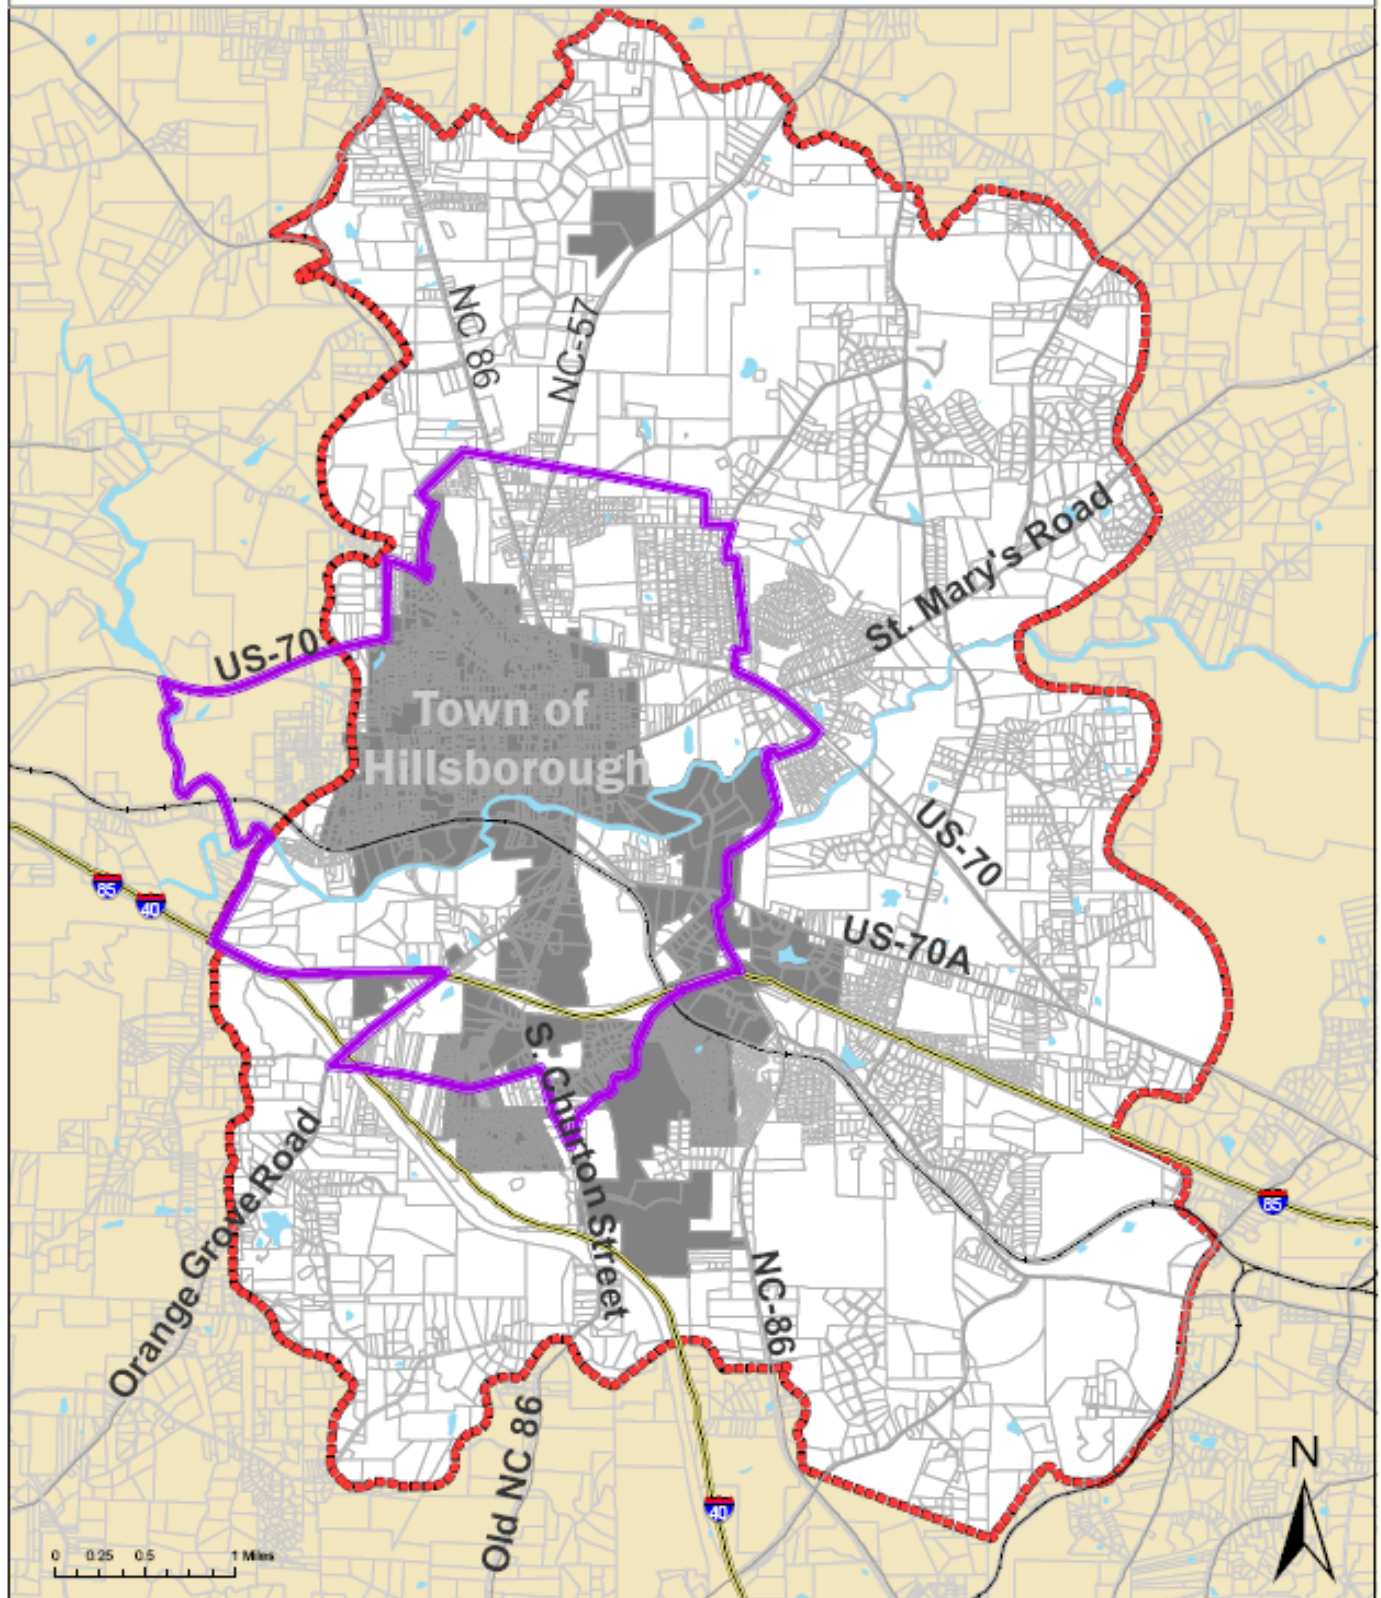 NC 86
NC-57
St. Mary's Road
US-70
Town of
Hillsborough
US-70
85
40
US-70A
S. Churton Street
Orange Grove Road
85
NC-86
Old NC 86
40
N
0 0.25 0.5 1 Miles